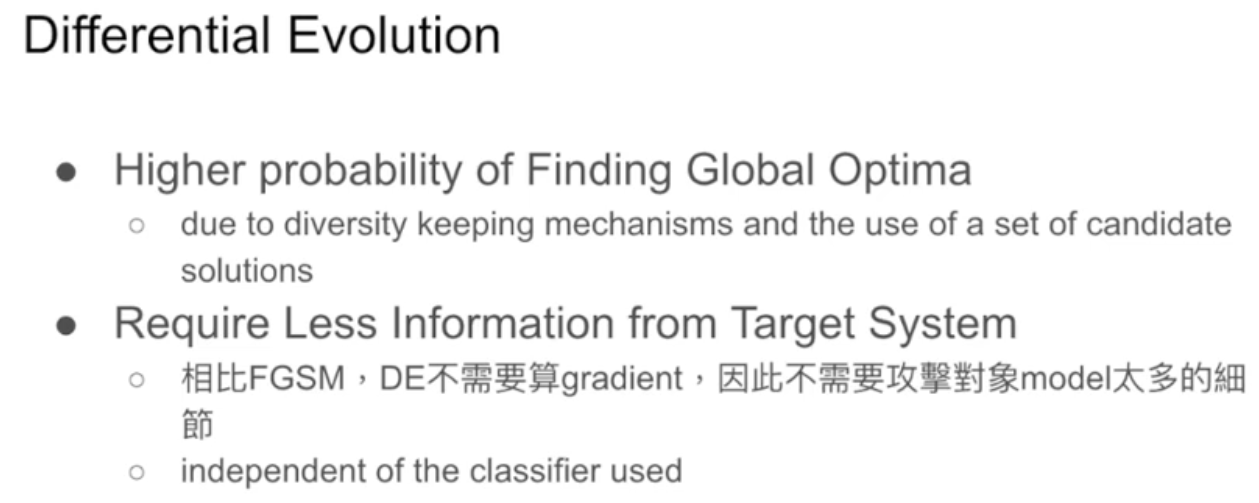 Differential Evolution
● Higher probability of Finding Global Optima
○ due to diversity keeping mechanisms and the use of a set of candidate
solutions
● Require Less Information from Target System
○ 相比FGSM，DE不需要算gradient，因此不需要攻擊對象model太多的細
節
○ independent of the classifier used